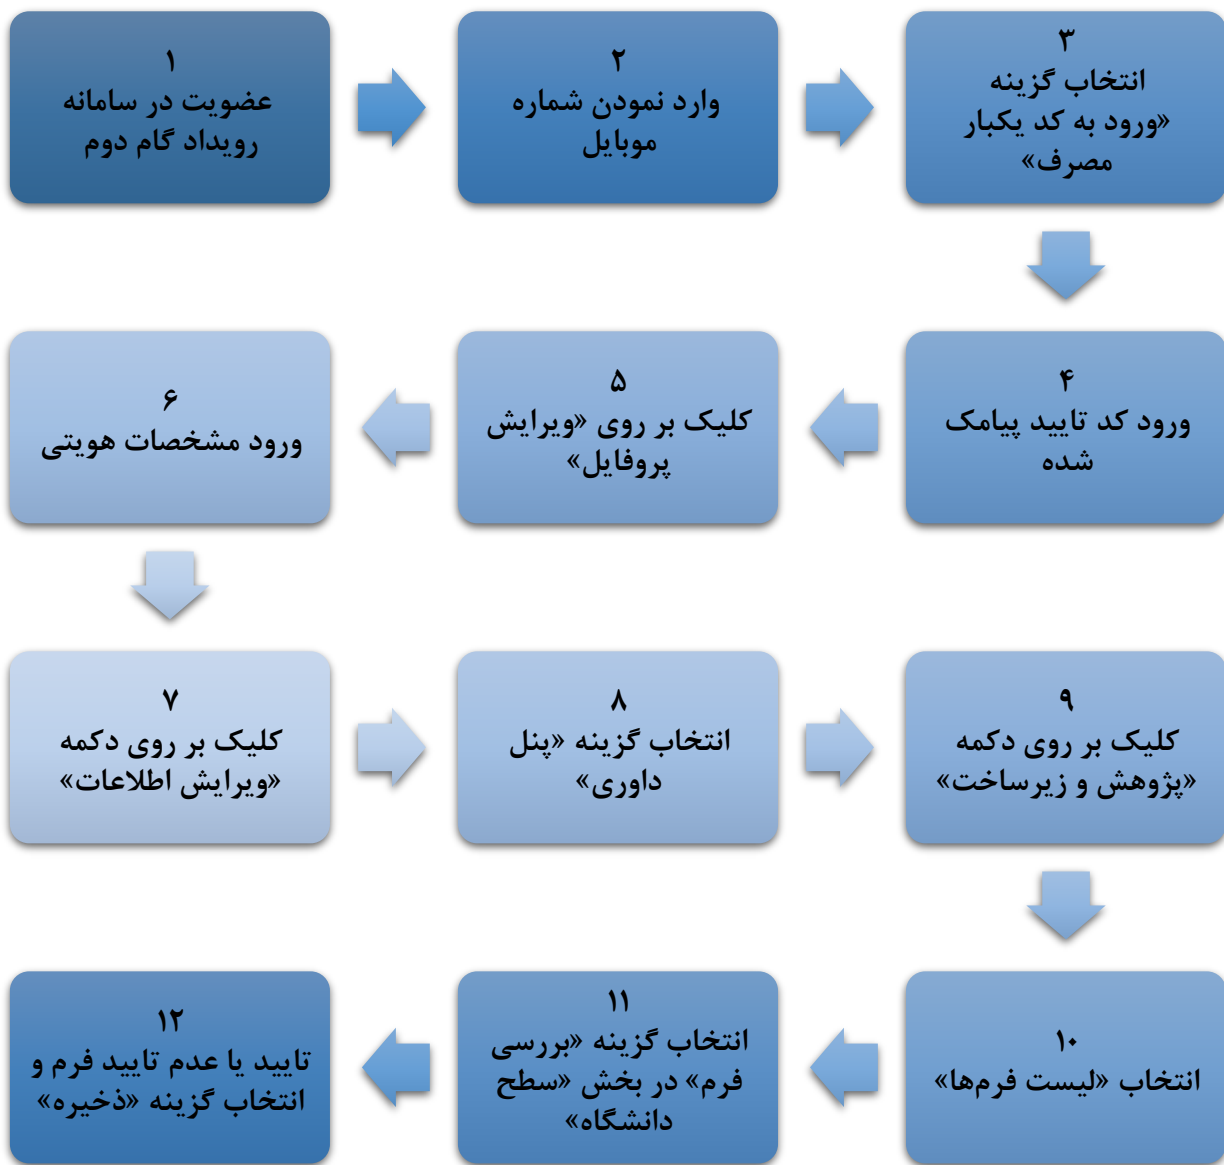 ۱
عضویت در سامانه
رویداد گام دوم
۲
وارد نمودن شماره
موبایل
۳
انتخاب گزینه
«ورود به کد یکبار
مصرف»
۴
ورود کد تایید پیامک
شده
۵
کلیک بر روی «ویرایش
پروفایل»
۶
ورود مشخصات هویتی
۷
کلیک بر روی دکمه
«ویرایش اطلاعات»
۸
انتخاب گزینه «پنل
داوری»
۹
کلیک بر روی دکمه
«پژوهش و زیرساخت»
۱۰
انتخاب «لیست فرم‌ها»
۱۱
انتخاب گزینه «بررسی
فرم» در بخش «سطح
دانشگاه»
۱۲
تایید یا عدم تایید فرم و
انتخاب گزینه «ذخیره»